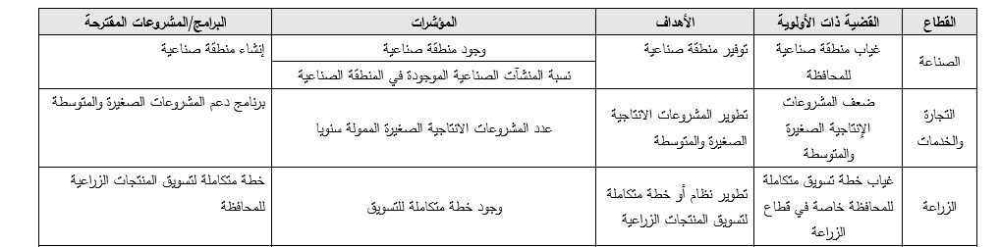 القطاع القضية ذات الأولوية الأهداف المؤشرات البرامج/المشروعات المقترحة
الصناعة
غياب منطقة صناعية
للمحافظة
توفير منطقة صناعية
وجود منطقة صناعية
نسبة المنشآت الصناعية الموجودة في المنطقة الصناعية
إنشاء منطقة صناعية
التجارة
والخدمات
ضعف المشروعات
الإنتاجية الصغيرة
والمتوسطة
تطوير المشروعات الانتاجية
الصغيرة والمتوسطة
عدد المشروعات الانتاجية الصغيرة الممولة سنويا
برنامج دعم المشروعات الصغيرة والمتوسطة
الزراعة
غياب خطة تسويق متكاملة
للمحافظة خاصة في قطاع
الزراعة
تطوير نظام أو خطة متكاملة
لتسويق المنتجات الزراعية
وجود خطة متكاملة للتسويق
خطة متكاملة لتسويق المنتجات الزراعية
للمحافظة